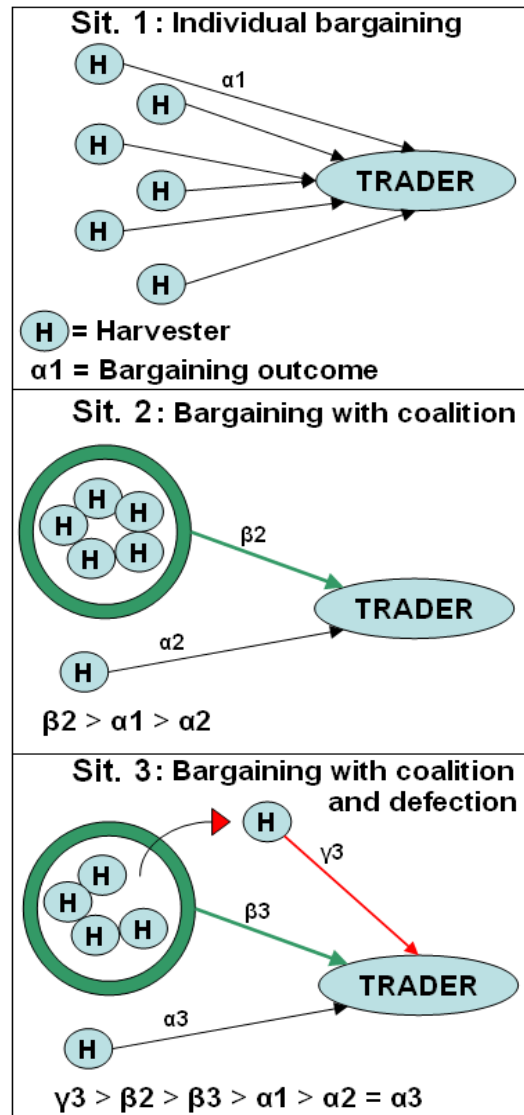 Sit. 1: Individual bargaining
H
α1
H
H
TRADER
H
H
H
H = Harvester
α1 = Bargaining outcome
Sit. 2: Bargaining with coalition
H
H
H
H
H
β2
TRADER
α2
H
β2 > α1 > α2
Sit. 3: Bargaining with coalition
and defection
H
γ3
H
H
β3
H
H
TRADER
α3
H
γ3 > β2 > β3 > α1 > α2 = α3